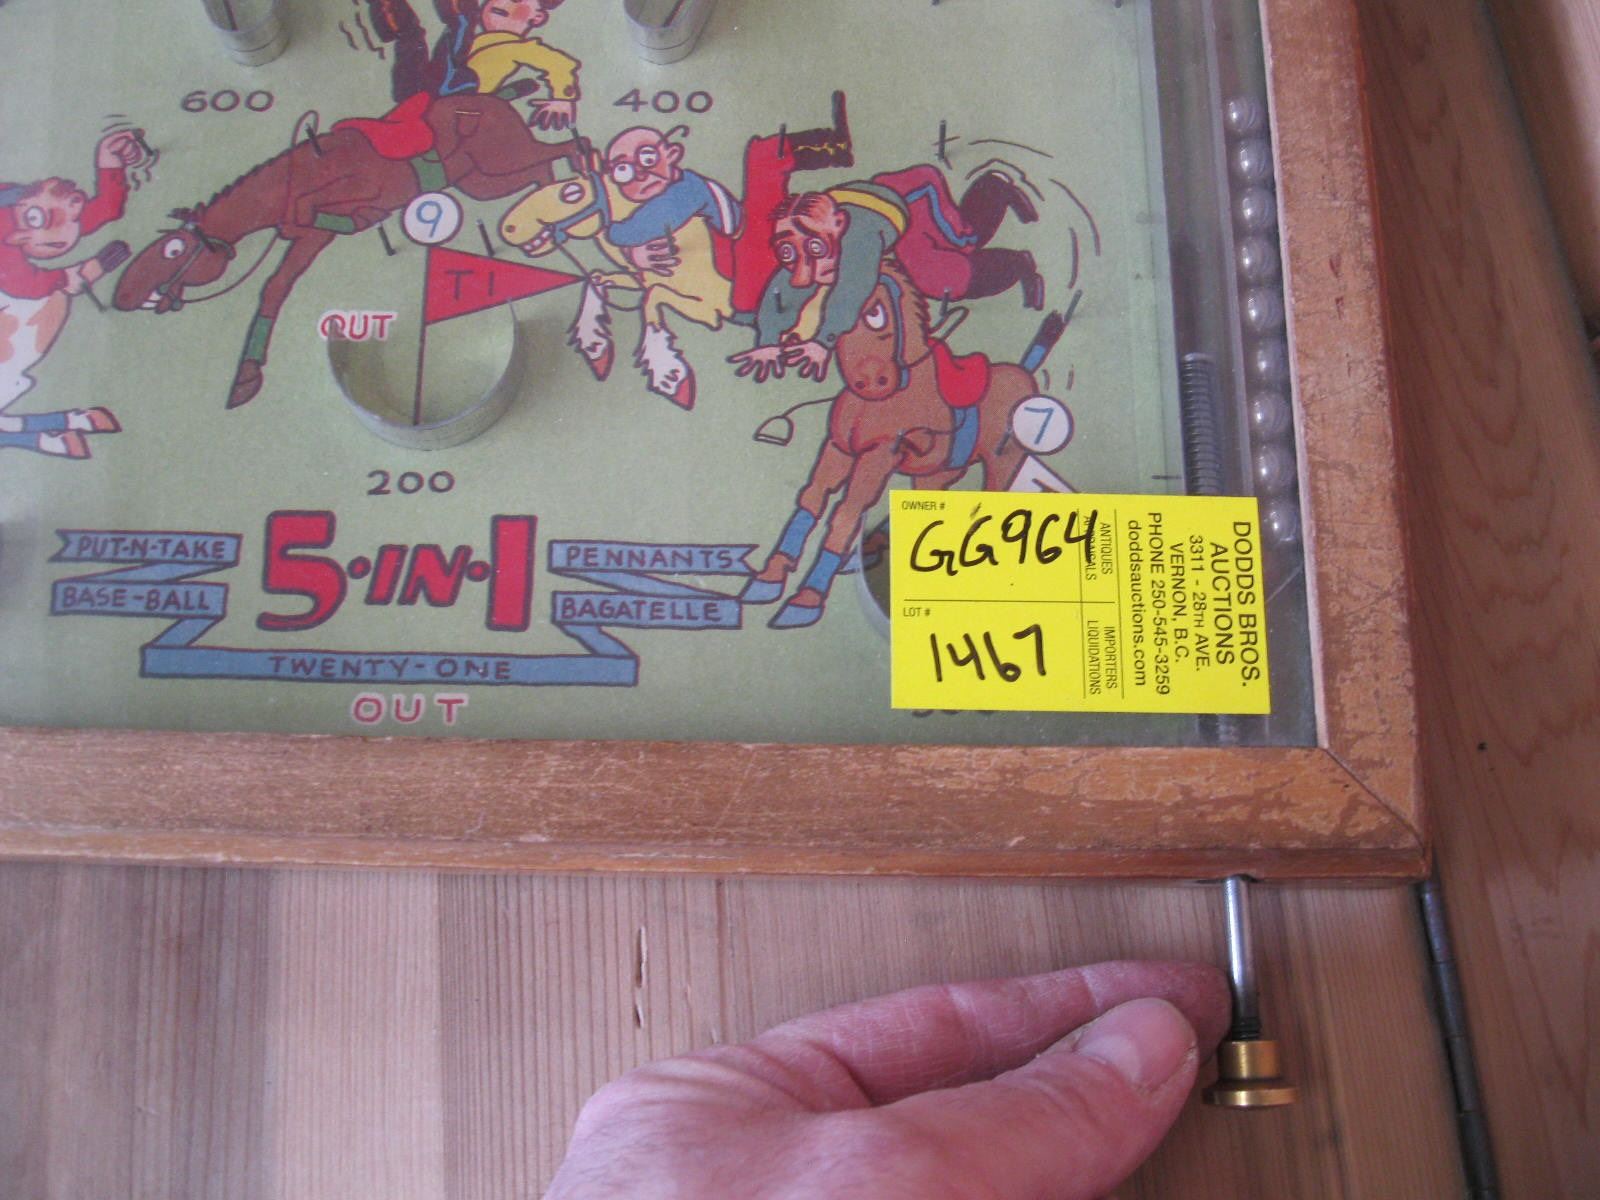 600
400
9
T1
OUT
7
200
PUT-N-TAKE
BASE-BALL
5-IN-1
PENNANTS
BAGATELLE
TWENTY-ONE
OUT
OWNER #
GG964
LOT #
1467
ANTIQUES
APPRAISALS
IMPORTERS
LIQUIDATIONS
DODDS BROS.
AUCTIONS
3311 - 28TH AVE.
VERNON, B.C.
PHONE 250-545-3259
doddsauctions.com